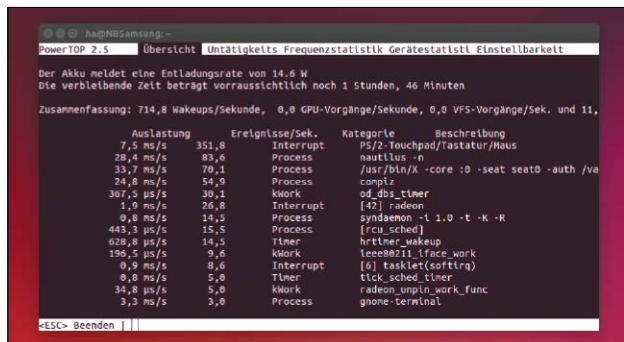 ha@NBSamsung: ~
PowerTOP 2.5 Übersicht Untätigkeits Frequenzstatistik Gerätestatisti Einstellbarkeit
Der Akku meldet eine Entladungsrate von 14.6 W
Die verbleibende Zeit beträgt vorraussichtlich noch 1 Stunden, 46 Minuten
Zusammenfassung: 714,8 Wakeups/Sekunde, 0,0 GPU-Vorgänge/Sekunde, 0,0 VFS-Vorgänge/Sek. und 11,
Auslastung Ereignisse/Sek. Kategorie Beschreibung
7,5 ms/s 351,8 Interrupt PS/2-Touchpad/Tastatur/Maus
28,4 ms/s 83,6 Process nautilus -n
33,7 ms/s 70,1 Process /usr/bin/X -core :0 -seat seat0 -auth /va
24,8 ms/s 54,9 Process compiz
367,5 µs/s 30,1 kWork od_dbs_timer
1,9 ms/s 26,8 Interrupt [42] radeon
0,8 ms/s 14,5 Process syndaemon -i 1.0 -t -K -R
443,3 µs/s 15,5 Process [rcu_sched]
628,8 µs/s 14,5 Timer hrtimer_wakeup
196,5 µs/s 9,6 kWork ieee80211_iface_work
0,9 ms/s 8,6 Interrupt [6] tasklet(softirq)
0,8 ms/s 5,0 Timer tick_sched_timer
34,8 µs/s 5,0 kWork radeon_unpin_work_func
3,3 ms/s 3,0 Process gnome-terminal
<ESC> Beenden |